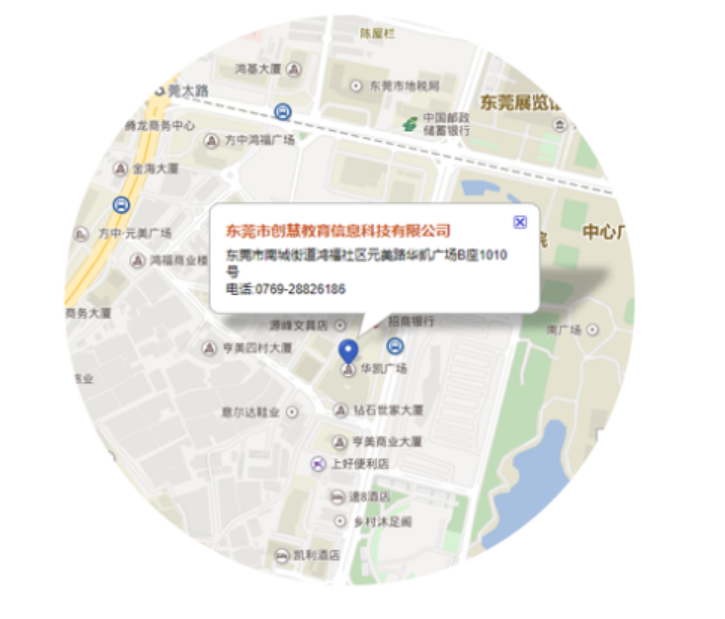 陈屋栏
鸿基大厦
东莞市地税局
莞太路
东莞展览
中国邮政
储蓄银行
腾龙商务中心
方中鸿福广场
金海大厦
方中·元美广场
中心广
院
鸿福商业楼
东莞市创慧教育信息科技有限公司
东莞市南城街道鸿福社区元美路华凯广场B座1010
号
电话:0769-28826186
商务大厦
源峰文具店
招商银行
南广场
亨美四村大厦
华凯广场
意尔达鞋业
钻石世家大厦
亨美商业大厦
上好便利店
速8酒店
乡村沐足阁
凯利酒店